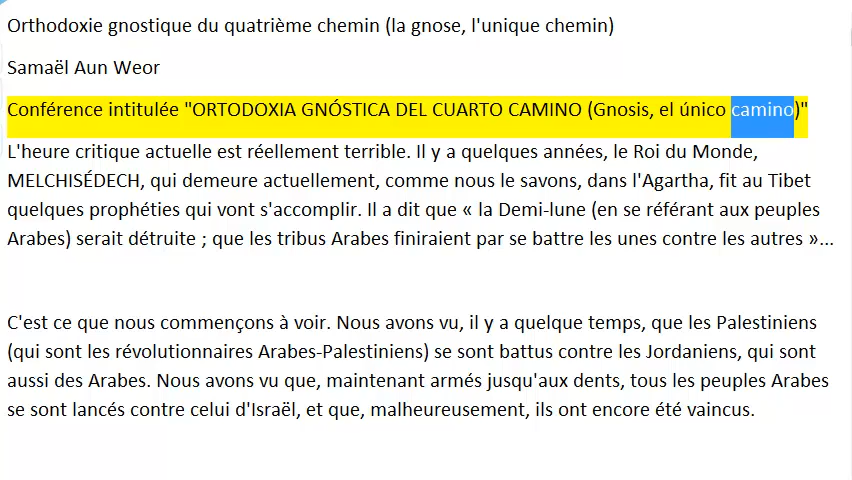 Orthodoxie gnostique du quatrième chemin (la gnose, l'unique chemin)
Samaël Aun Weor
Conférence intitulée "ORTODOXIA GNÓSTICA DEL CUARTO CAMINO (Gnosis, el único camino)"
L'heure critique actuelle est réellement terrible. Il y a quelques années, le Roi du Monde,
MELCHISÉDECH, qui demeure actuellement, comme nous le savons, dans l'Agartha, fit au Tibet
quelques prophéties qui vont s'accomplir. Il a dit que « la Demi-lune (en se référant aux peuples
Arabes) serait détruite ; que les tribus Arabes finiraient par se battre les unes contre les autres »...
C'est ce que nous commençons à voir. Nous avons vu, il y a quelque temps, que les Palestiniens
(qui sont les révolutionnaires Arabes-Palestiniens) se sont battus contre les Jordaniens, qui sont
aussi des Arabes. Nous avons vu que, maintenant armés jusqu'aux dents, tous les peuples Arabes
se sont lancés contre celui d'Israël, et que, malheureusement, ils ont encore été vaincus.